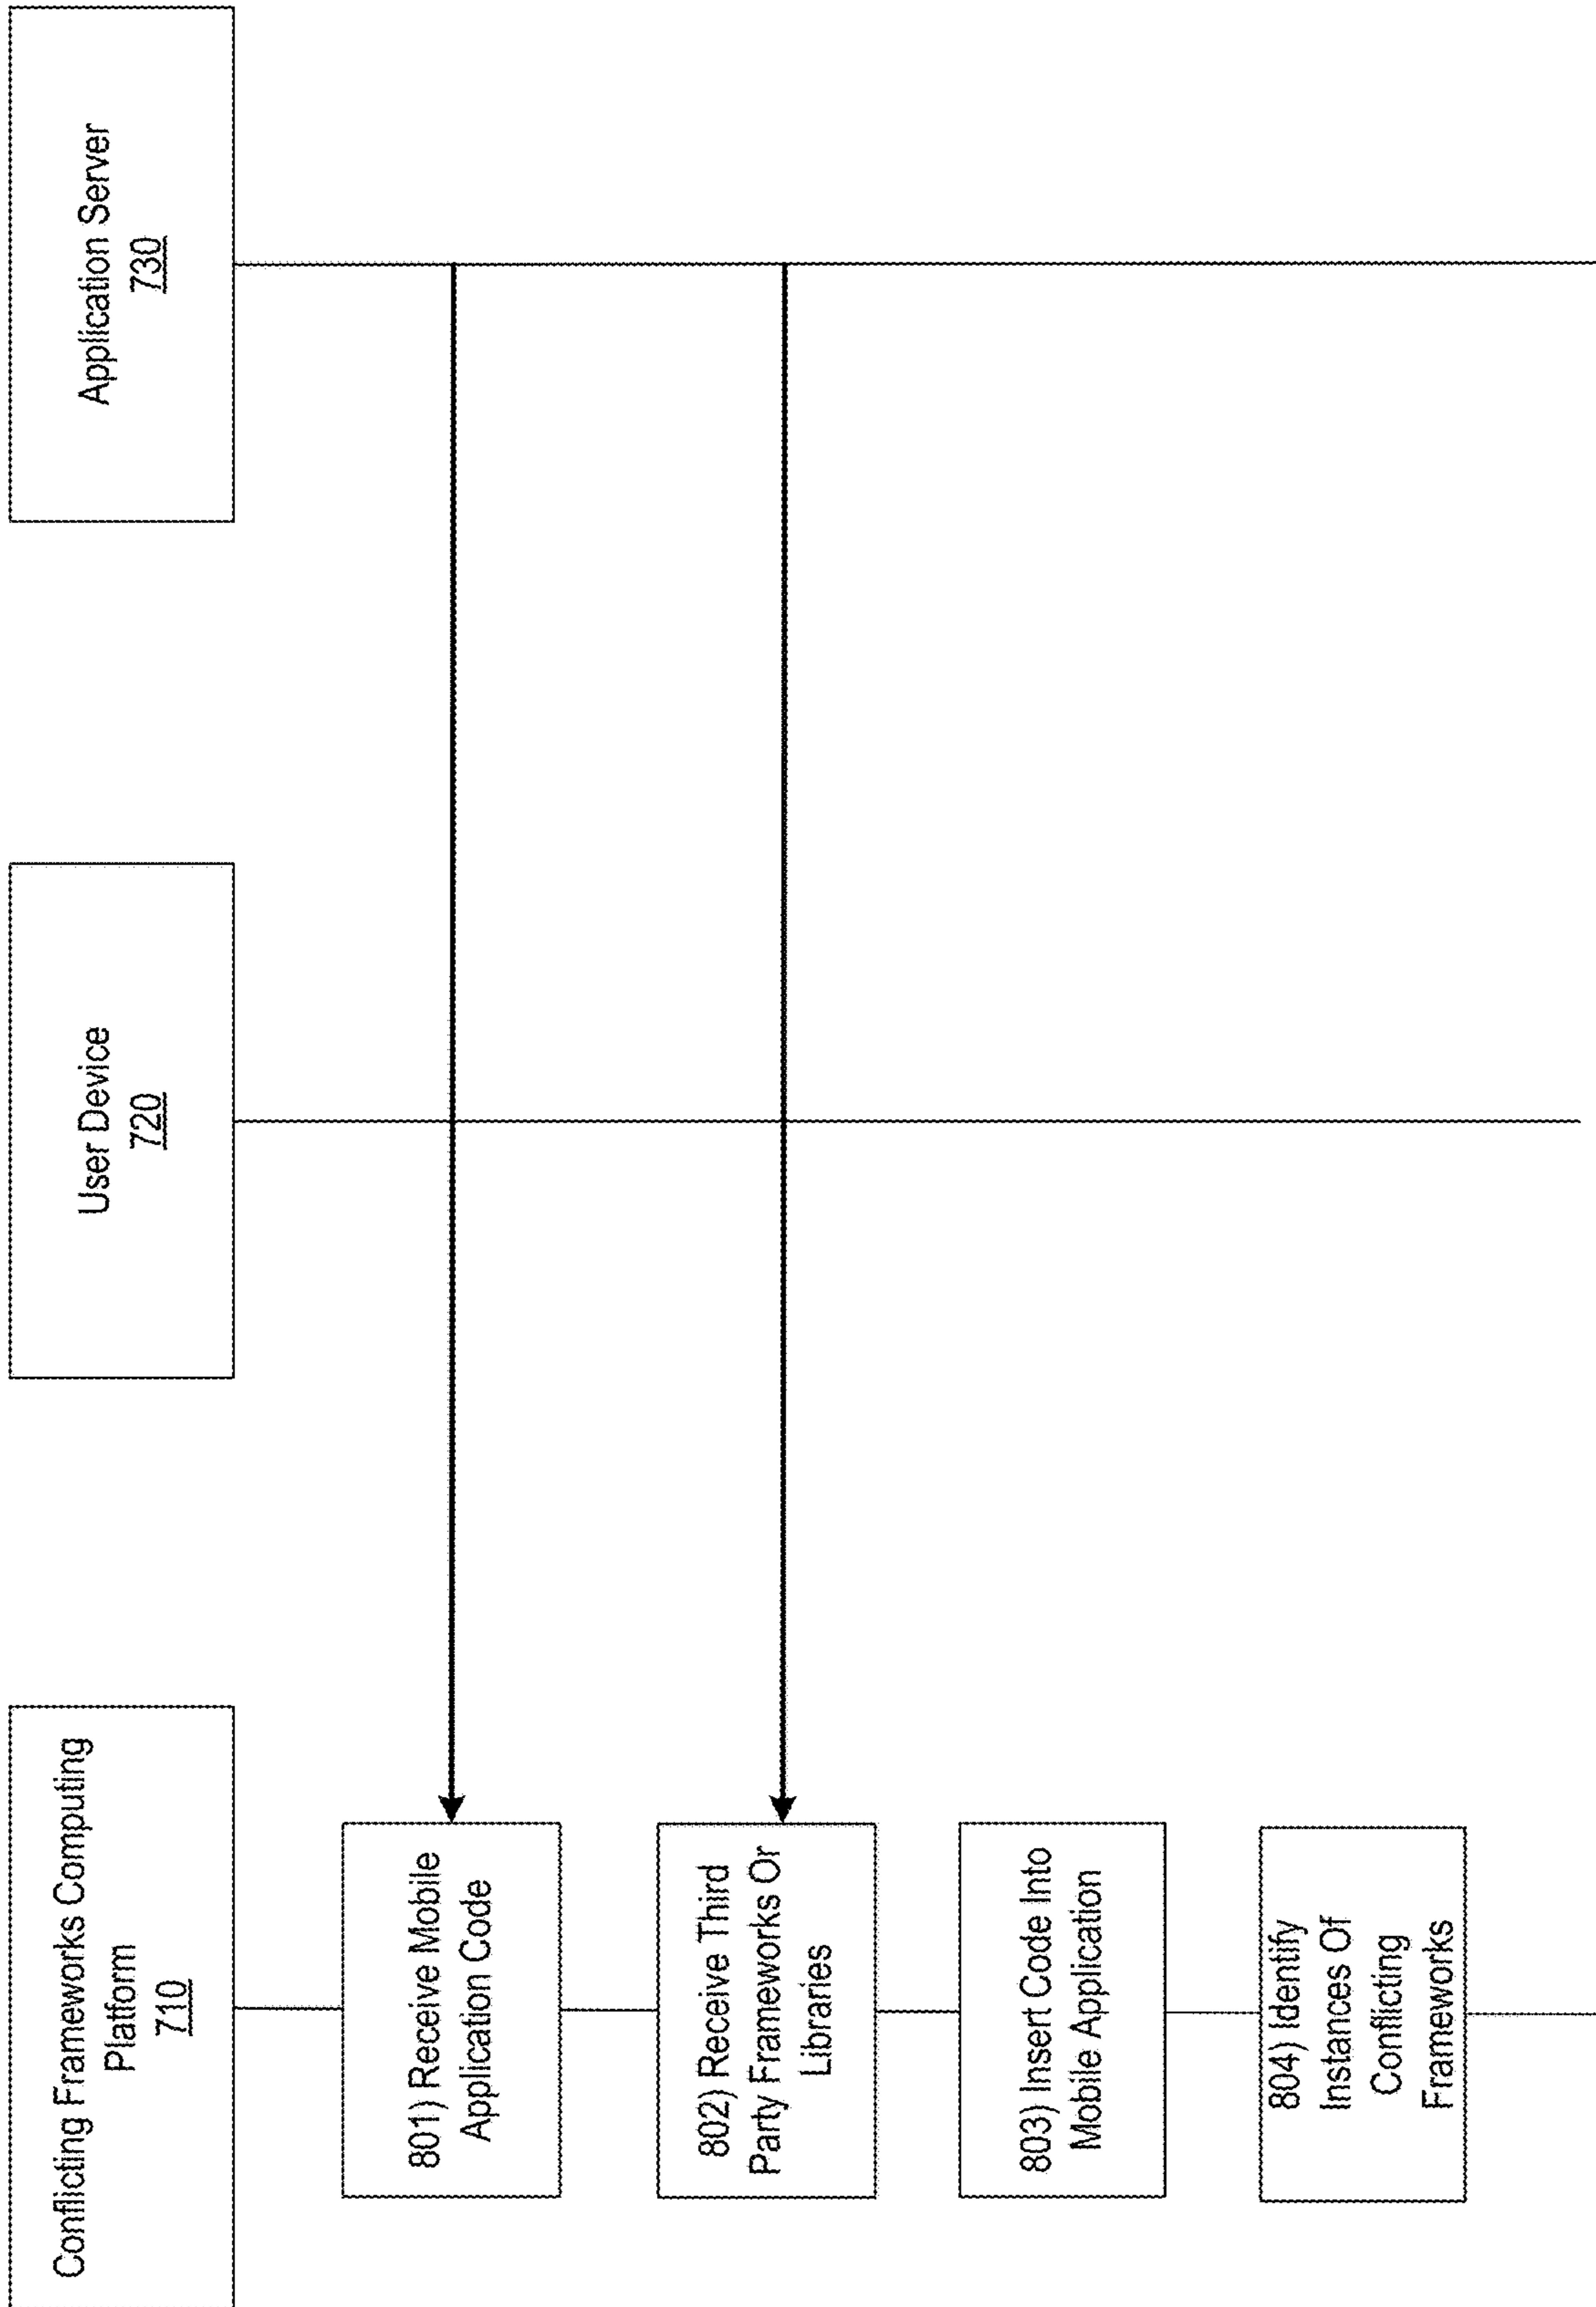 Conflicting Frameworks Computing
Platform
710
User Device
720
Application Server
730
801) Receive Mobile
Application Code
802) Receive Third
Party Frameworks Or
Libraries
803) Insert Code Into
Mobile Application
804) Identify
Instances Of
Conflicting
Frameworks